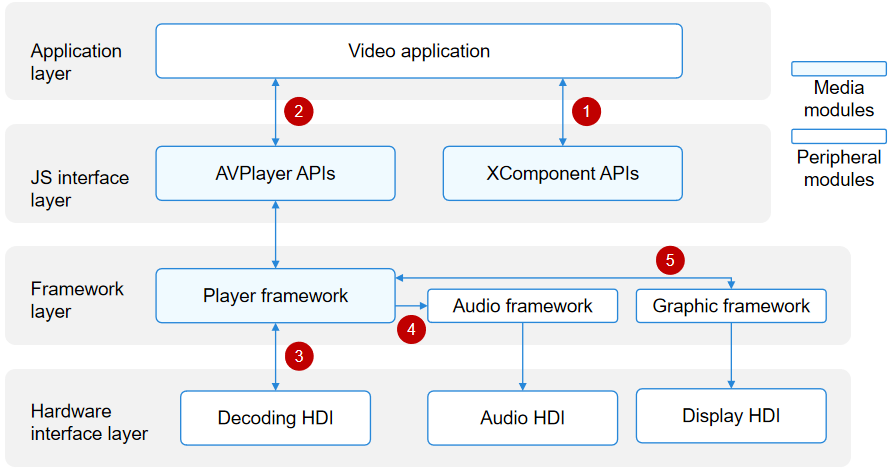 Application
layer
Video application
Media
modules
2
1
Peripheral
modules
JS interface
layer
AVPlayer APIs
XComponent APIs
5
Framework
layer
Player framework
4
Audio framework
Graphic framework
3
Hardware
interface layer
Decoding HDI
Audio HDI
Display HDI